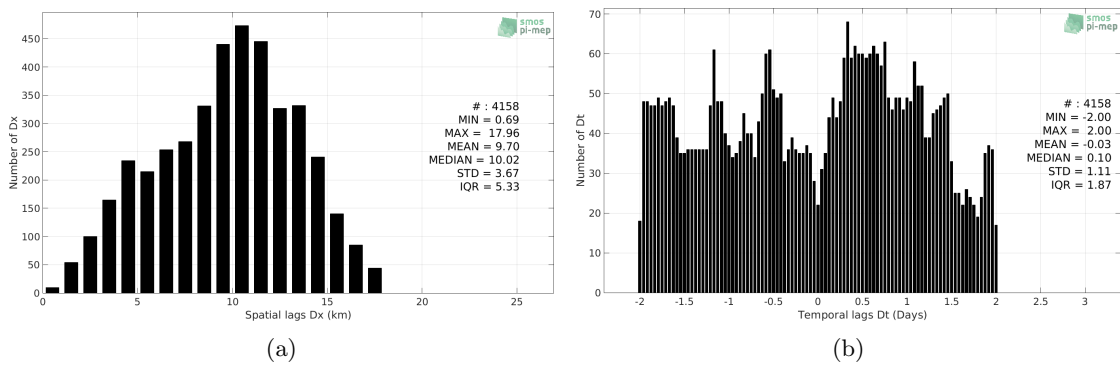 smos
pi-mep
450
400
350
300
250
200
150
100
50
0
Number of Dx
# : 4158
MIN = 0.69
MAX = 17.96
MEAN = 9.70
MEDIAN = 10.02
STD = 3.67
IQR = 5.33
0 5 10 15 20 25
Spatial lags Dx (km)
(a)
smos
pi-mep
70
60
50
40
30
20
10
0
Number of Dt
# : 4158
MIN = -2.00
MAX = 2.00
MEAN = -0.03
MEDIAN = 0.10
STD = 1.11
IQR = 1.87
-2 -1.5 -1 -0.5 0 0.5 1 1.5 2 2.5 3
Temporal lags Dt (Days)
(b)